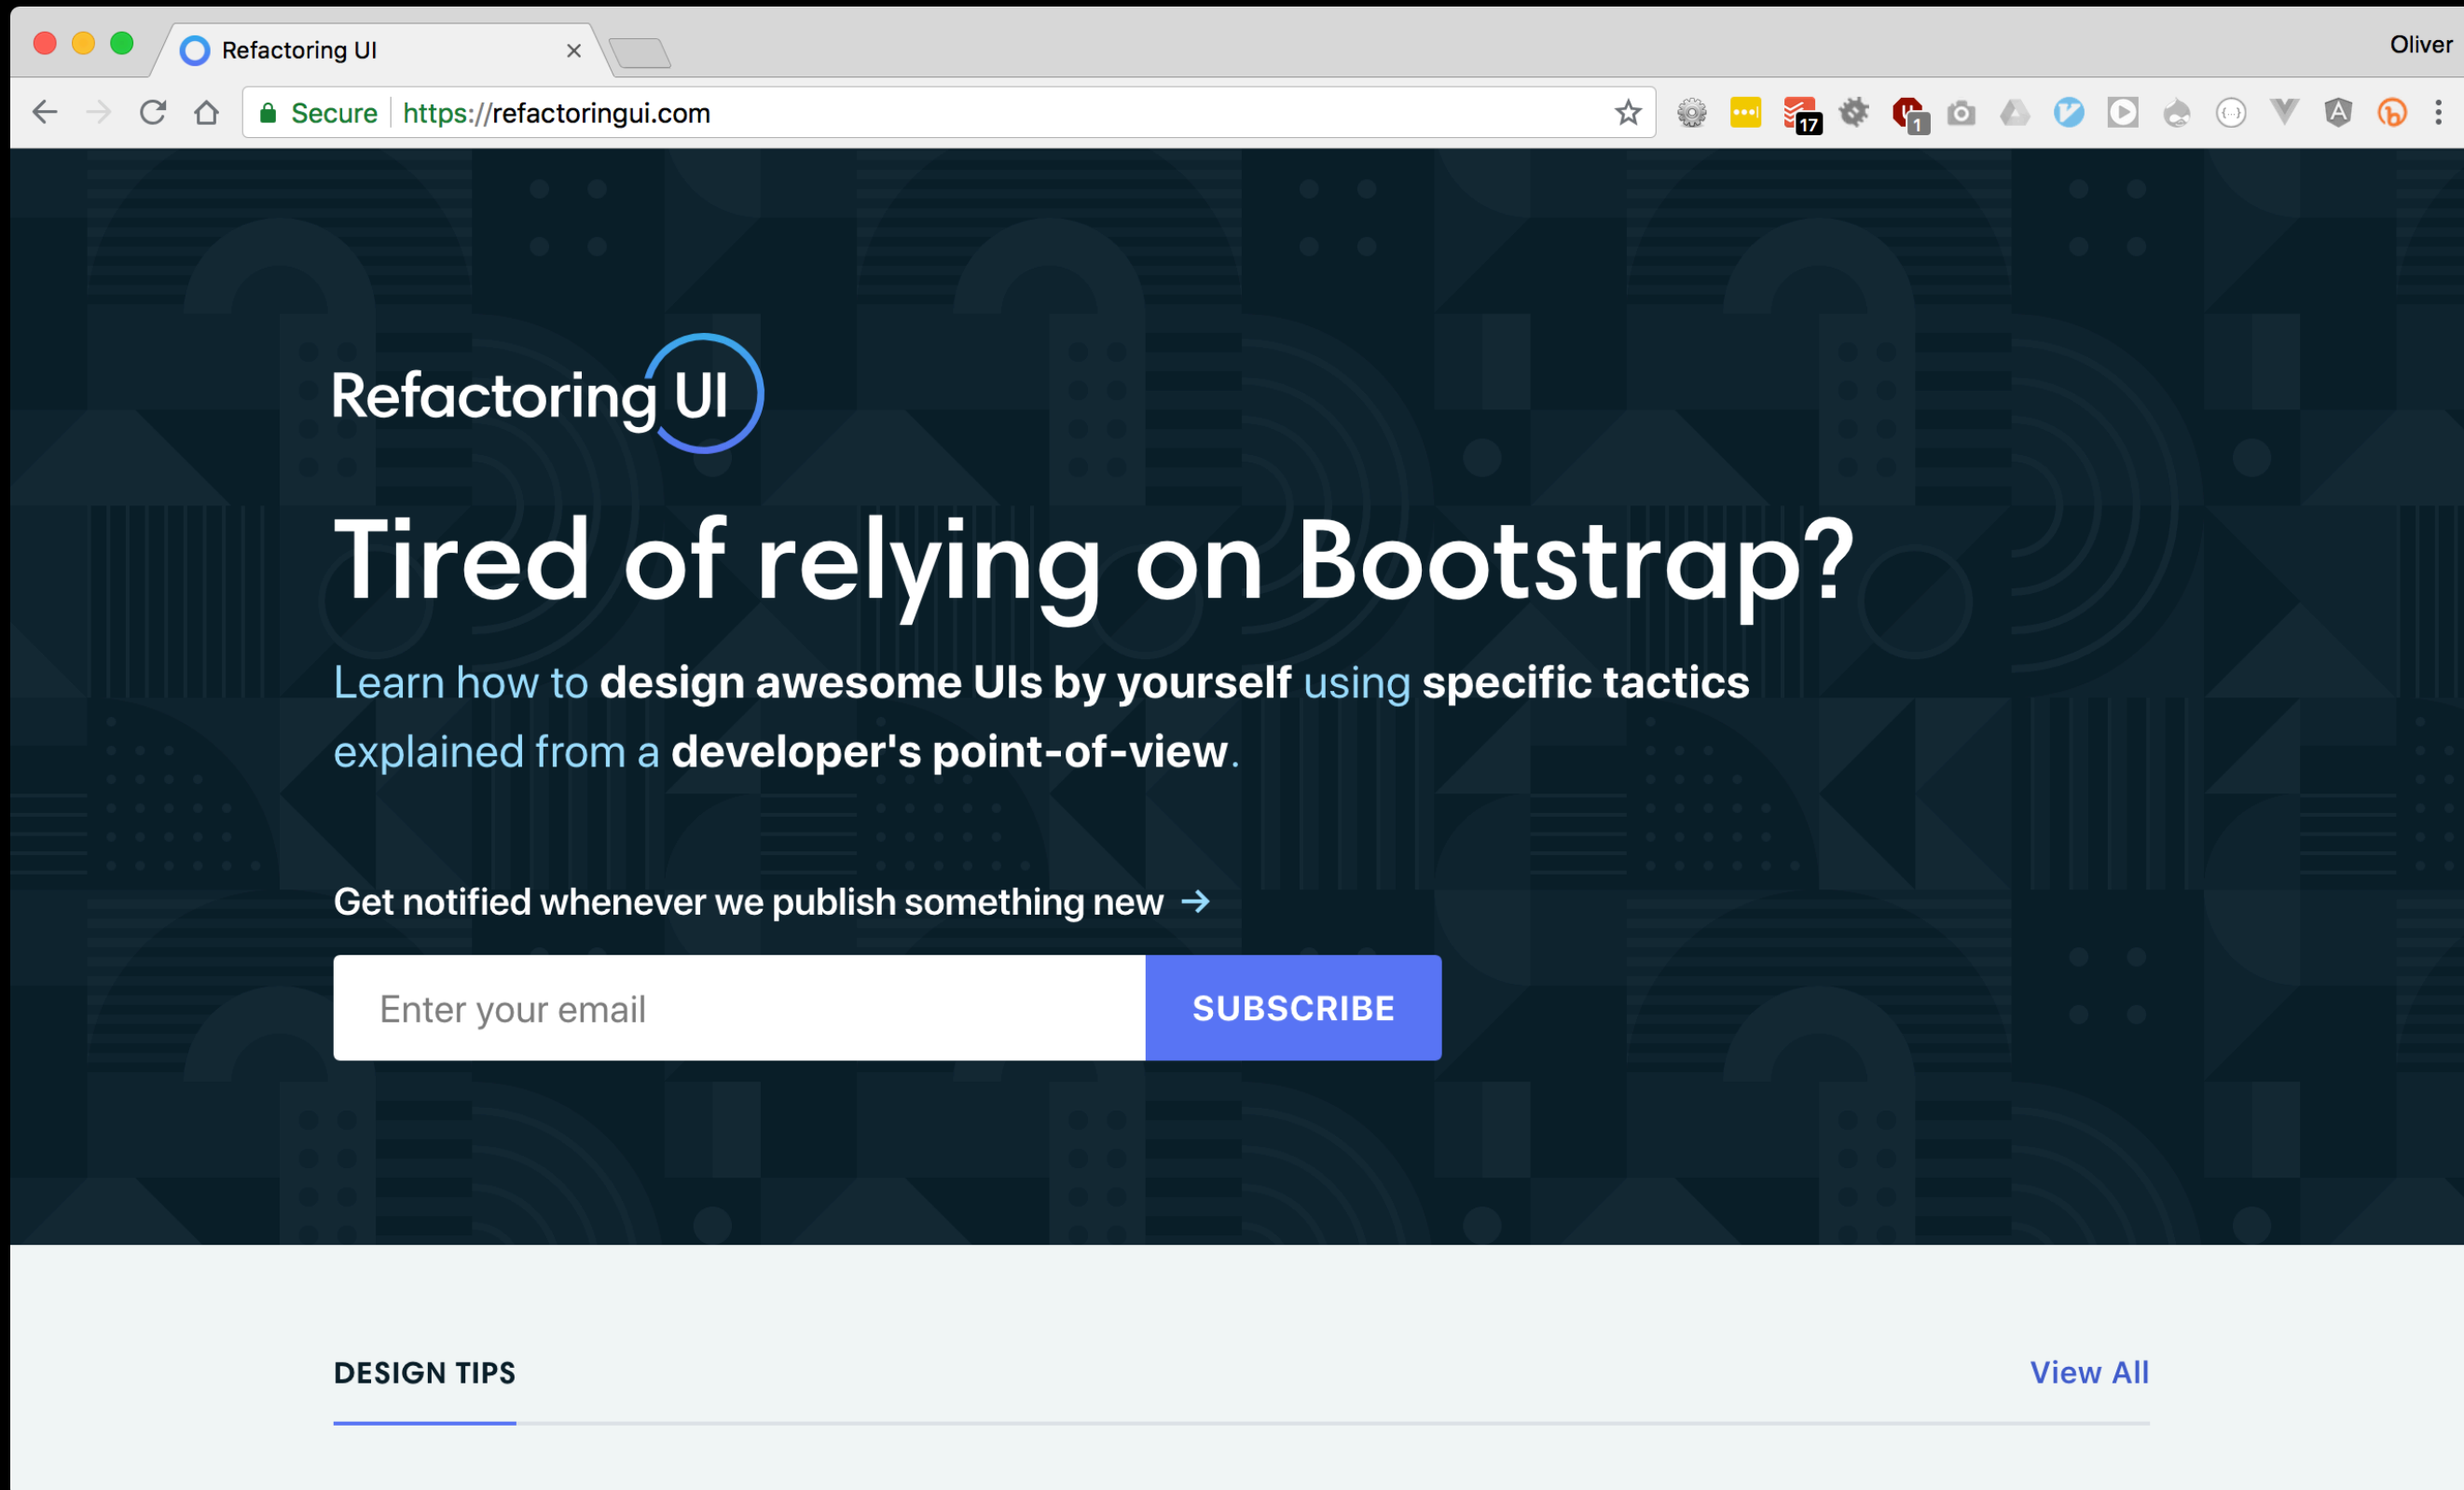 Refactoring UI
Oliver
Secure https://refactoringui.com
17
1
Refactoring UI
Tired of relying on Bootstrap?
Learn how to design awesome UIs by yourself using specific tactics
explained from a developer's point-of-view.
Get notified whenever we publish something new →
Enter your email
SUBSCRIBE
DESIGN TIPS
View All